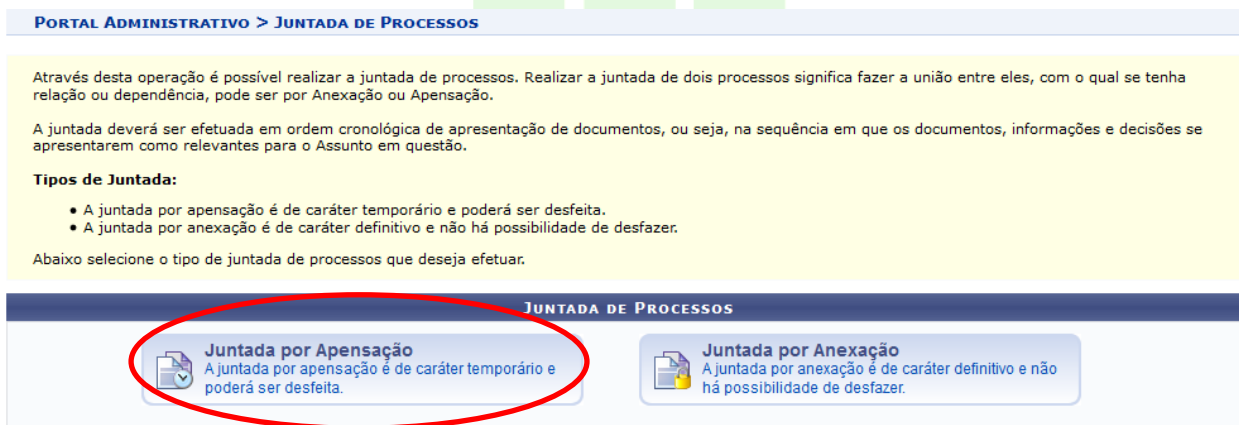 PORTAL ADMINISTRATIVO > JUNTADA DE PROCESSOS
Através desta operação é possível realizar a juntada de processos. Realizar a juntada de dois processos significa fazer a união entre eles, com o qual se tenha
relação ou dependência, pode ser por Anexação ou Apensação.
A juntada deverá ser efetuada em ordem cronológica de apresentação de documentos, ou seja, na sequência em que os documentos, informações e decisões se
apresentarem como relevantes para o Assunto em questão.
Tipos de Juntada:
• A juntada por apensação é de caráter temporário e poderá ser desfeita.
• A juntada por anexação é de caráter definitivo e não há possibilidade de desfazer.
Abaixo selecione o tipo de juntada de processos que deseja efetuar.
JUNTADA DE PROCESSOS
Juntada por Apensação
A juntada por apensação é de caráter temporário e
poderá ser desfeita.
Juntada por Anexação
A juntada por anexação é de caráter definitivo e não
há possibilidade de desfazer.